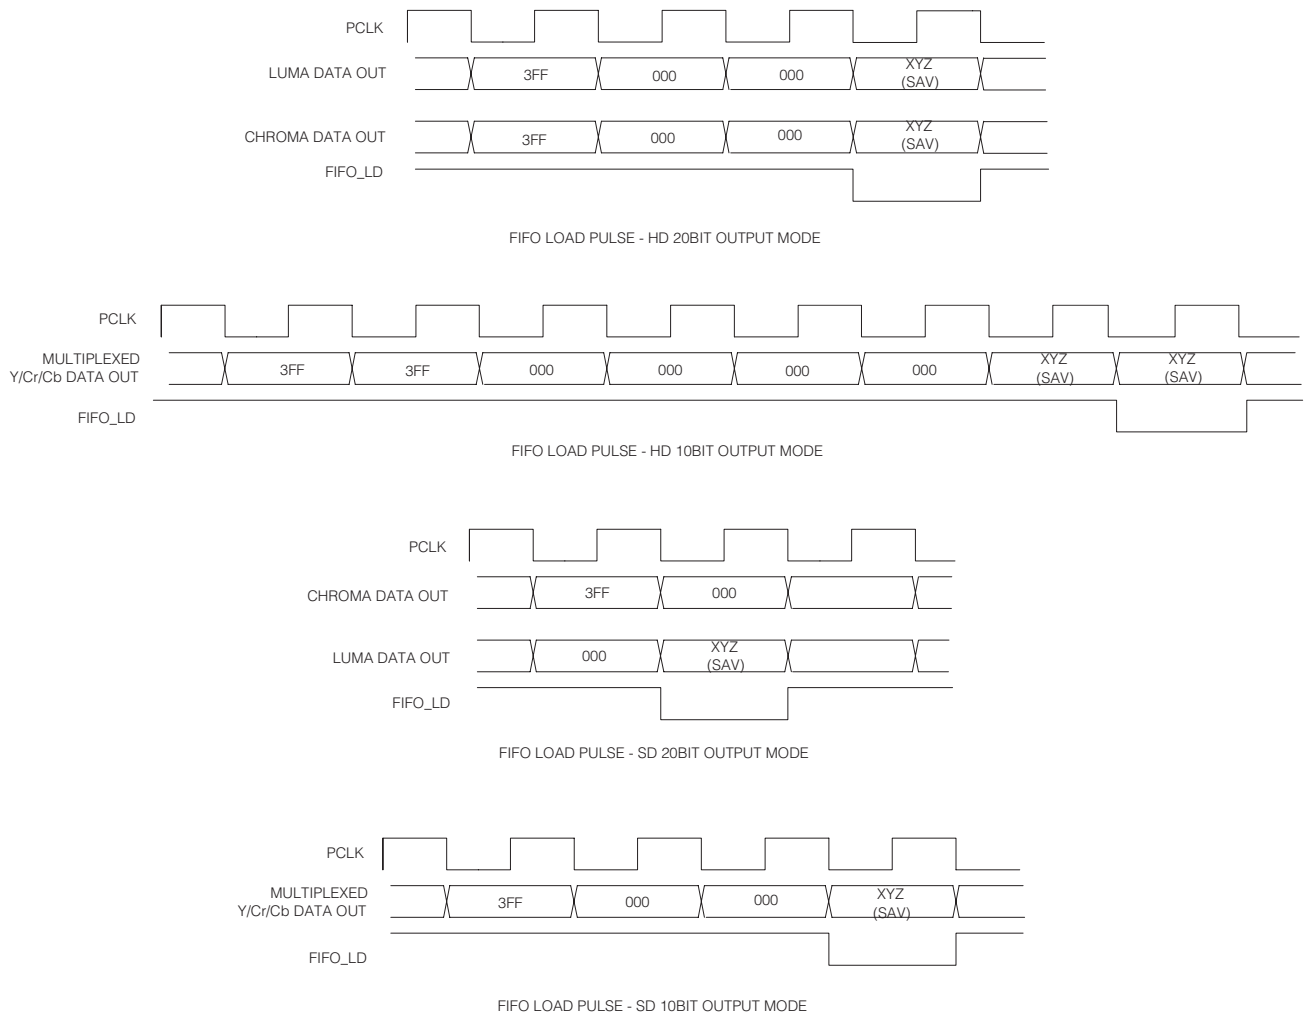 PCLK
LUMA DATA OUT
3FF
000
000
XYZ
(SAV)
CHROMA DATA OUT
3FF
000
000
XYZ
(SAV)
FIFO_LD
FIFO LOAD PULSE - HD 20BIT OUTPUT MODE
PCLK
MULTIPLEXED
Y/Cr/Cb DATA OUT
3FF
3FF
000
000
000
000
XYZ
(SAV)
XYZ
(SAV)
FIFO_LD
FIFO LOAD PULSE - HD 10BIT OUTPUT MODE
PCLK
CHROMA DATA OUT
3FF
000
LUMA DATA OUT
000
XYZ
(SAV)
FIFO_LD
FIFO LOAD PULSE - SD 20BIT OUTPUT MODE
PCLK
MULTIPLEXED
Y/Cr/Cb DATA OUT
3FF
000
000
XYZ
(SAV)
FIFO_LD
FIFO LOAD PULSE - SD 10BIT OUTPUT MODE